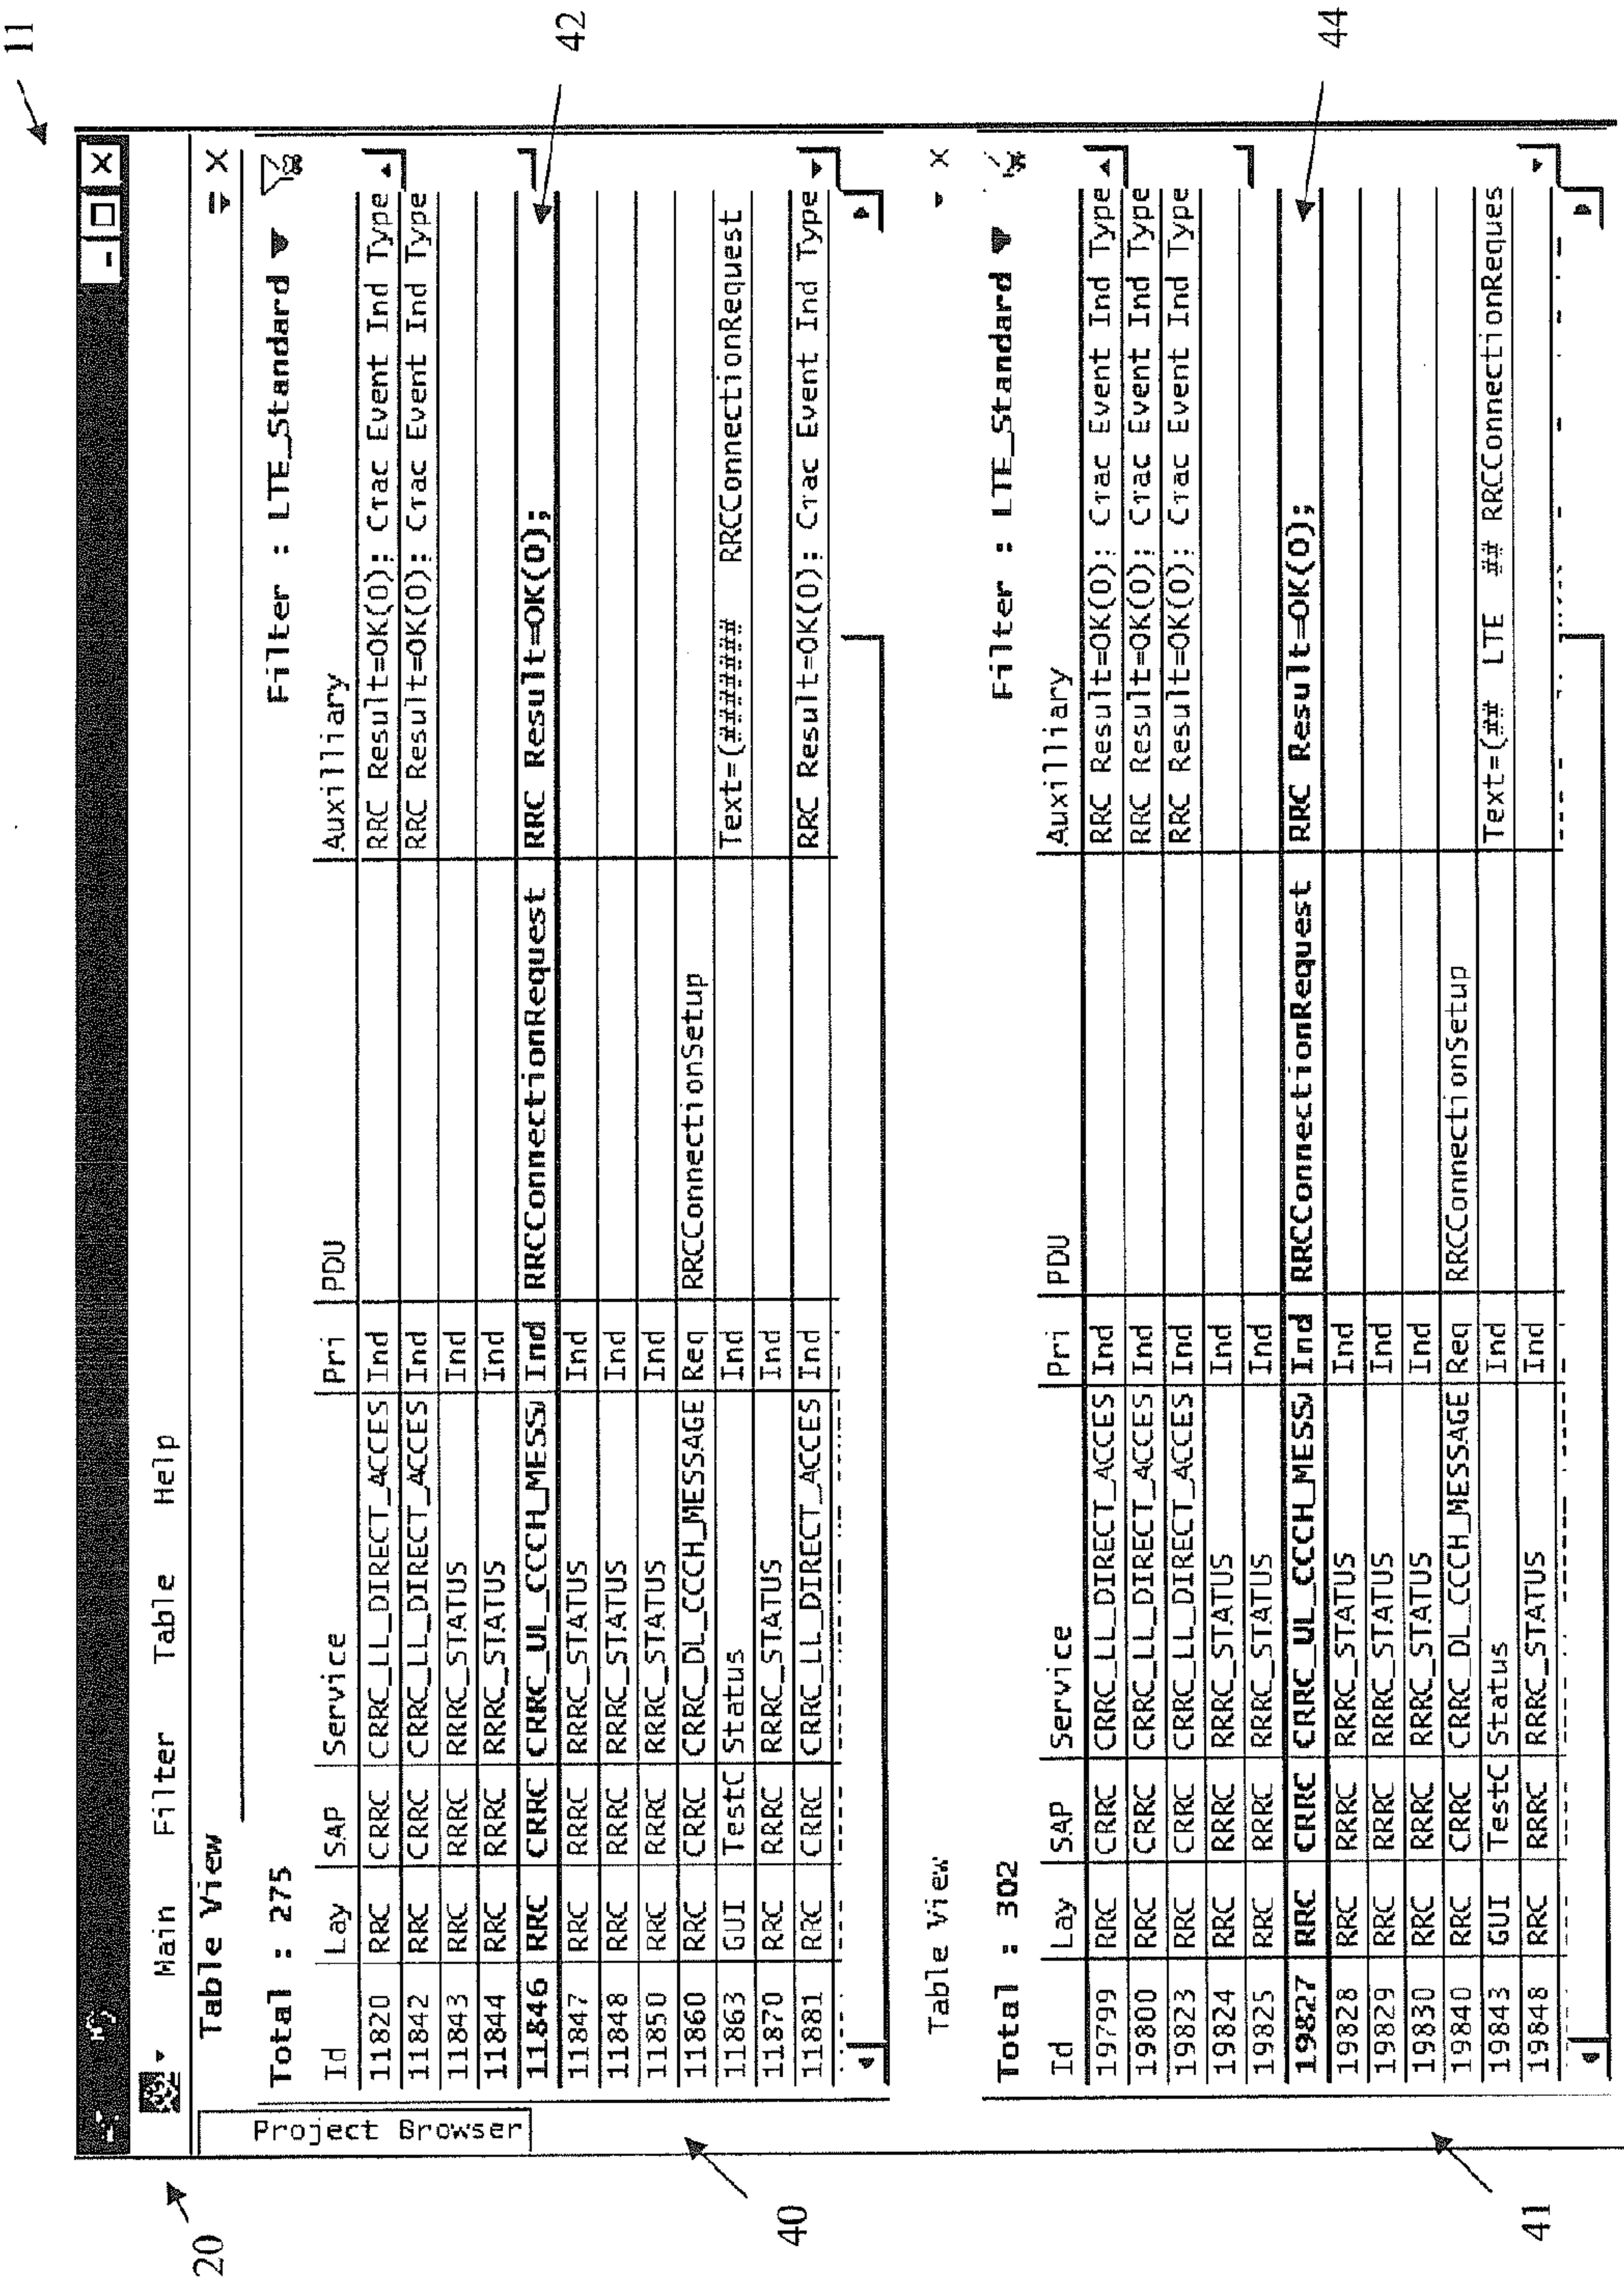 11
20
Main Filter Table Help
Table View
Project Browser
Total : 275 Filter : LTE_Standard
Id Lay SAP Service Pri PDU Auxilliary
11820 RRC CRRC CRRC_LL_DIRECT_ACCES Ind RRC Result=OK(0); Crac Event Ind Type
11842 RRC CRRC CRRC_LL_DIRECT_ACCES Ind RRC Result=OK(0); Crac Event Ind Type
11843 RRC RRRC RRRC_STATUS Ind
11844 RRC RRRC RRRC_STATUS Ind
11846 RRC CRRC CRRC_UL_CCCH_MESS Ind RRCConnectionRequest RRC Result=OK(0);
42
11847 RRC RRRC RRRC_STATUS Ind
11848 RRC RRRC RRRC_STATUS Ind
11850 RRC RRRC RRRC_STATUS Ind
11860 RRC CRRC CRRC_DL_CCCH_MESSAGE Req RRCConnectionSetup
11863 GUI TestC Status Ind Text=(####### RRCConnectionRequest
11870 RRC RRRC RRRC_STATUS Ind
11881 RRC CRRC CRRC_LL_DIRECT_ACCES Ind RRC Result=OK(0); Crac Event Ind Type
40
Table View
Total : 302 Filter : LTE_Standard
Id Lay SAP Service Pri PDU Auxilliary
19799 RRC CRRC CRRC_LL_DIRECT_ACCES Ind RRC Result=OK(0); Crac Event Ind Type
19800 RRC CRRC CRRC_LL_DIRECT_ACCES Ind RRC Result=OK(0); Crac Event Ind Type
19823 RRC CRRC CRRC_LL_DIRECT_ACCES Ind RRC Result=OK(0); Crac Event Ind Type
19824 RRC RRRC RRRC_STATUS Ind
19825 RRC RRRC RRRC_STATUS Ind
19827 RRC CRRC CRRC_UL_CCCH_MESS Ind RRCConnectionRequest RRC Result=OK(0);
44
19828 RRC RRRC RRRC_STATUS Ind
19829 RRC RRRC RRRC_STATUS Ind
19830 RRC RRRC RRRC_STATUS Ind
19840 RRC CRRC CRRC_DL_CCCH_MESSAGE Req RRCConnectionSetup
19843 GUI TestC Status Ind Text=(## LTE ## RRCConnectionReques
19848 RRC RRRC RRRC_STATUS Ind
41